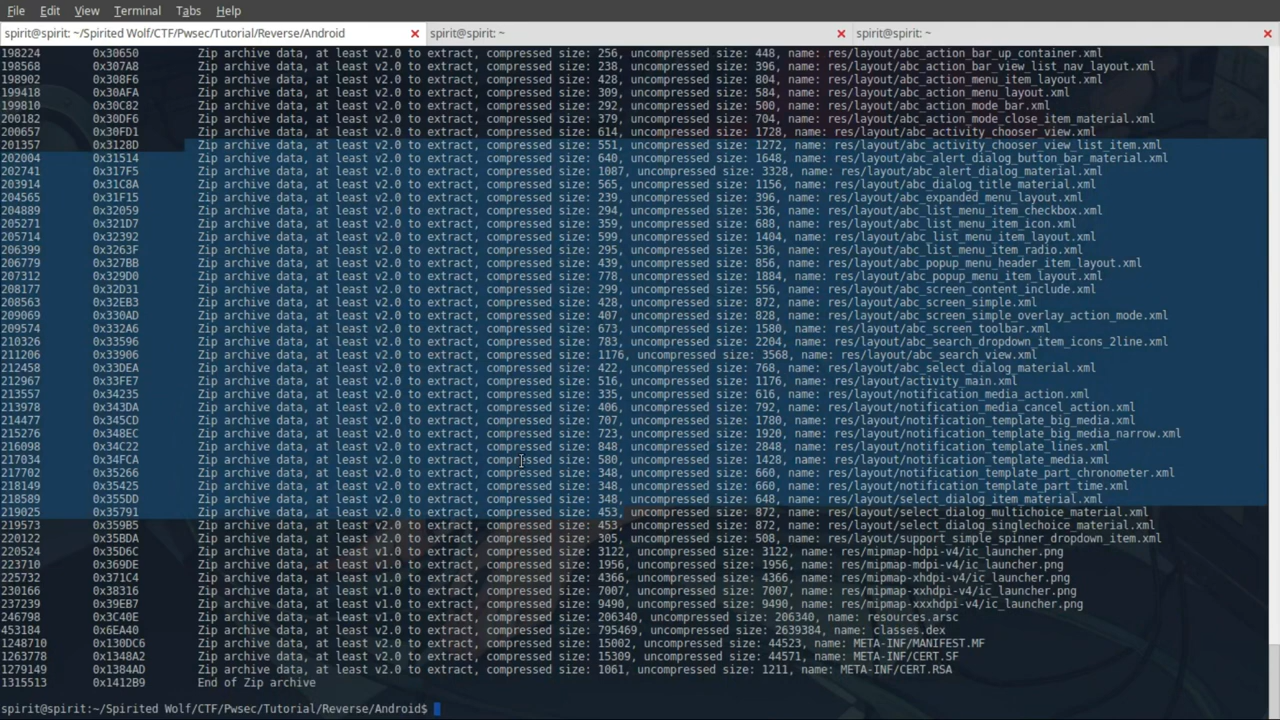 File Edit View Terminal Tabs Help
spirit@spirit: ~/Spirited Wolf/CTF/Pwsec/Tutorial/Reverse/Android × spirit@spirit: ~ × spirit@spirit: ~ ×
198224 0x30650 Zip archive data, at least v2.0 to extract, compressed size: 256, uncompressed size: 448, name: res/layout/abc_action_bar_up_container.xml
198568 0x307A8 Zip archive data, at least v2.0 to extract, compressed size: 238, uncompressed size: 396, name: res/layout/abc_action_bar_view_list_nav_layout.xml
198902 0x308F6 Zip archive data, at least v2.0 to extract, compressed size: 428, uncompressed size: 804, name: res/layout/abc_action_menu_item_layout.xml
199418 0x30AFA Zip archive data, at least v2.0 to extract, compressed size: 309, uncompressed size: 584, name: res/layout/abc_action_menu_layout.xml
199810 0x30C82 Zip archive data, at least v2.0 to extract, compressed size: 292, uncompressed size: 500, name: res/layout/abc_action_mode_bar.xml
200182 0x30DF6 Zip archive data, at least v2.0 to extract, compressed size: 379, uncompressed size: 704, name: res/layout/abc_action_mode_close_item_material.xml
200657 0x30FD1 Zip archive data, at least v2.0 to extract, compressed size: 614, uncompressed size: 1728, name: res/layout/abc_activity_chooser_view.xml
201357 0x3128D Zip archive data, at least v2.0 to extract, compressed size: 551, uncompressed size: 1272, name: res/layout/abc_activity_chooser_view_list_item.xml
202004 0x31514 Zip archive data, at least v2.0 to extract, compressed size: 640, uncompressed size: 1648, name: res/layout/abc_alert_dialog_button_bar_material.xml
202741 0x317F5 Zip archive data, at least v2.0 to extract, compressed size: 1087, uncompressed size: 3328, name: res/layout/abc_alert_dialog_material.xml
203914 0x31C8A Zip archive data, at least v2.0 to extract, compressed size: 565, uncompressed size: 1156, name: res/layout/abc_dialog_title_material.xml
204565 0x31F15 Zip archive data, at least v2.0 to extract, compressed size: 239, uncompressed size: 396, name: res/layout/abc_expanded_menu_layout.xml
204889 0x32059 Zip archive data, at least v2.0 to extract, compressed size: 294, uncompressed size: 536, name: res/layout/abc_list_menu_item_checkbox.xml
205271 0x321D7 Zip archive data, at least v2.0 to extract, compressed size: 359, uncompressed size: 688, name: res/layout/abc_list_menu_item_icon.xml
205714 0x32392 Zip archive data, at least v2.0 to extract, compressed size: 599, uncompressed size: 1404, name: res/layout/abc_list_menu_item_layout.xml
206399 0x3263F Zip archive data, at least v2.0 to extract, compressed size: 295, uncompressed size: 536, name: res/layout/abc_list_menu_item_radio.xml
206779 0x327BB Zip archive data, at least v2.0 to extract, compressed size: 439, uncompressed size: 856, name: res/layout/abc_popup_menu_header_item_layout.xml
207312 0x329D0 Zip archive data, at least v2.0 to extract, compressed size: 778, uncompressed size: 1884, name: res/layout/abc_popup_menu_item_layout.xml
208177 0x32D31 Zip archive data, at least v2.0 to extract, compressed size: 299, uncompressed size: 556, name: res/layout/abc_screen_content_include.xml
208563 0x32EB3 Zip archive data, at least v2.0 to extract, compressed size: 428, uncompressed size: 872, name: res/layout/abc_screen_simple.xml
209069 0x330AD Zip archive data, at least v2.0 to extract, compressed size: 407, uncompressed size: 828, name: res/layout/abc_screen_simple_overlay_action_mode.xml
209574 0x332A6 Zip archive data, at least v2.0 to extract, compressed size: 673, uncompressed size: 1580, name: res/layout/abc_screen_toolbar.xml
210326 0x33596 Zip archive data, at least v2.0 to extract, compressed size: 783, uncompressed size: 2204, name: res/layout/abc_search_dropdown_item_icons_2line.xml
211206 0x33906 Zip archive data, at least v2.0 to extract, compressed size: 1176, uncompressed size: 3568, name: res/layout/abc_search_view.xml
212458 0x33DEA Zip archive data, at least v2.0 to extract, compressed size: 422, uncompressed size: 768, name: res/layout/abc_select_dialog_material.xml
212967 0x33FE7 Zip archive data, at least v2.0 to extract, compressed size: 516, uncompressed size: 1176, name: res/layout/activity_main.xml
213557 0x34235 Zip archive data, at least v2.0 to extract, compressed size: 335, uncompressed size: 616, name: res/layout/notification_media_action.xml
213978 0x343DA Zip archive data, at least v2.0 to extract, compressed size: 406, uncompressed size: 792, name: res/layout/notification_media_cancel_action.xml
214477 0x345CD Zip archive data, at least v2.0 to extract, compressed size: 707, uncompressed size: 1780, name: res/layout/notification_template_big_media.xml
215276 0x348EC Zip archive data, at least v2.0 to extract, compressed size: 723, uncompressed size: 1920, name: res/layout/notification_template_big_media_narrow.xml
216098 0x34C22 Zip archive data, at least v2.0 to extract, compressed size: 848, uncompressed size: 2848, name: res/layout/notification_template_lines.xml
217034 0x34FCA Zip archive data, at least v2.0 to extract, compressed size: 580, uncompressed size: 1428, name: res/layout/notification_template_media.xml
217702 0x35266 Zip archive data, at least v2.0 to extract, compressed size: 348, uncompressed size: 660, name: res/layout/notification_template_part_chronometer.xml
218149 0x35425 Zip archive data, at least v2.0 to extract, compressed size: 348, uncompressed size: 660, name: res/layout/notification_template_part_time.xml
218589 0x355DD Zip archive data, at least v2.0 to extract, compressed size: 348, uncompressed size: 648, name: res/layout/select_dialog_item_material.xml
219025 0x35791 Zip archive data, at least v2.0 to extract, compressed size: 453, uncompressed size: 872, name: res/layout/select_dialog_multichoice_material.xml
219573 0x359B5 Zip archive data, at least v2.0 to extract, compressed size: 453, uncompressed size: 872, name: res/layout/select_dialog_singlechoice_material.xml
220122 0x35BDA Zip archive data, at least v2.0 to extract, compressed size: 305, uncompressed size: 508, name: res/layout/support_simple_spinner_dropdown_item.xml
220524 0x35D6C Zip archive data, at least v1.0 to extract, compressed size: 3122, uncompressed size: 3122, name: res/mipmap-hdpi-v4/ic_launcher.png
223710 0x369DE Zip archive data, at least v1.0 to extract, compressed size: 1956, uncompressed size: 1956, name: res/mipmap-mdpi-v4/ic_launcher.png
225732 0x371C4 Zip archive data, at least v1.0 to extract, compressed size: 4366, uncompressed size: 4366, name: res/mipmap-xhdpi-v4/ic_launcher.png
230166 0x38316 Zip archive data, at least v1.0 to extract, compressed size: 7007, uncompressed size: 7007, name: res/mipmap-xxhdpi-v4/ic_launcher.png
237239 0x39EB7 Zip archive data, at least v1.0 to extract, compressed size: 9490, uncompressed size: 9490, name: res/mipmap-xxxhdpi-v4/ic_launcher.png
246798 0x3C40E Zip archive data, at least v1.0 to extract, compressed size: 206340, uncompressed size: 206340, name: resources.arsc
453184 0x6EA40 Zip archive data, at least v2.0 to extract, compressed size: 795469, uncompressed size: 2639384, name: classes.dex
1248710 0x130DC6 Zip archive data, at least v2.0 to extract, compressed size: 15002, uncompressed size: 44523, name: META-INF/MANIFEST.MF
1263778 0x1348A2 Zip archive data, at least v2.0 to extract, compressed size: 15309, uncompressed size: 44571, name: META-INF/CERT.SF
1279149 0x1384AD Zip archive data, at least v2.0 to extract, compressed size: 1061, uncompressed size: 1211, name: META-INF/CERT.RSA
1315513 0x1412B9 End of Zip archive
spirit@spirit:~/Spirited Wolf/CTF/Pwsec/Tutorial/Reverse/Android$